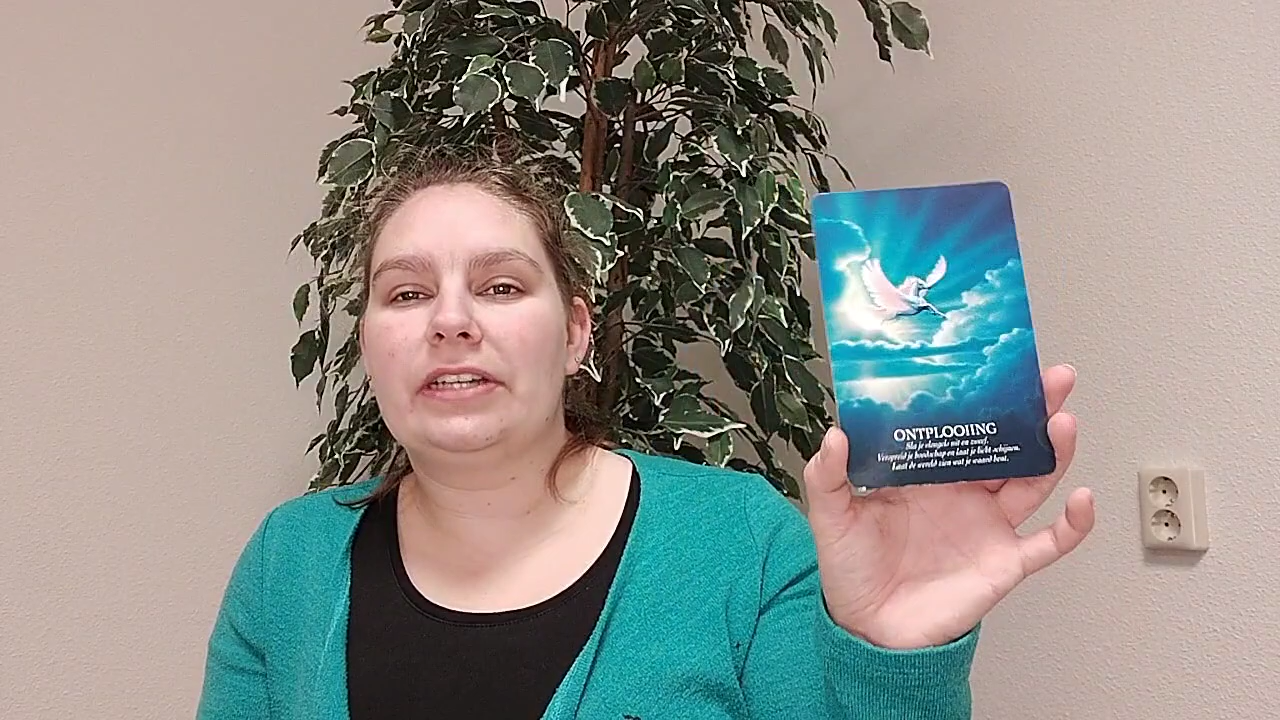 ONTPLOOIING
Sla je vleugels uit en zweef.
Verspreid je boodschap en laat je licht schijnen.
Laat de wereld zien wat je waard bent.